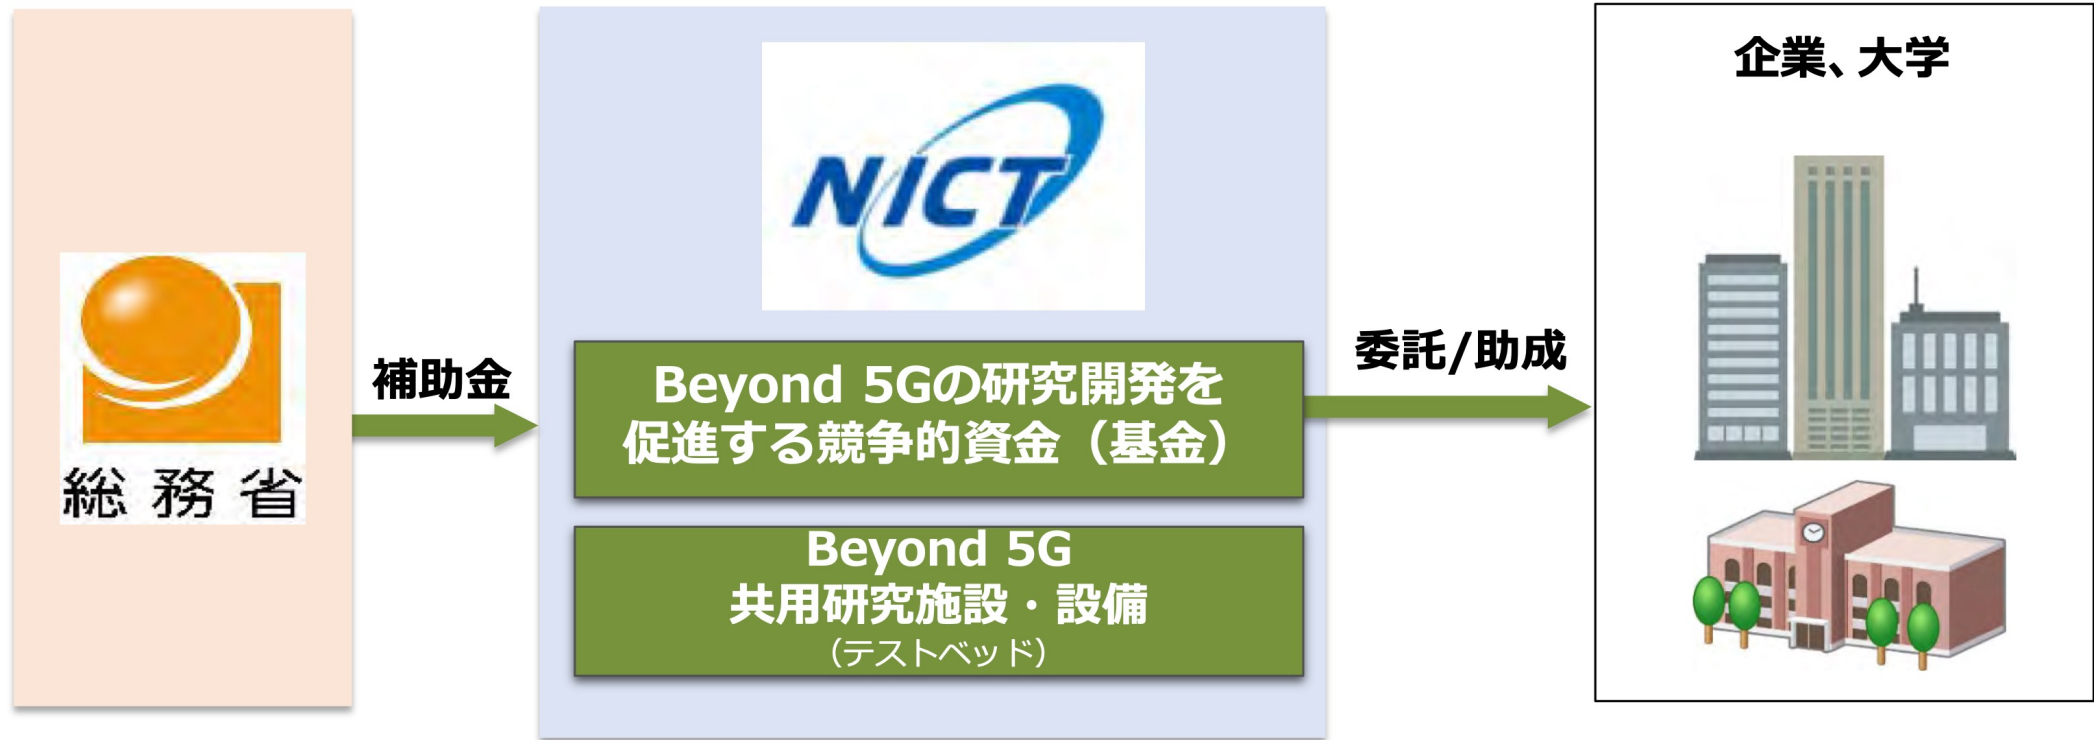 総務省
補助金
NICT
Beyond 5Gの研究開発を
促進する競争的資金（基金）
Beyond 5G
共用研究施設・設備
（テストベッド）
委託/助成
企業、大学